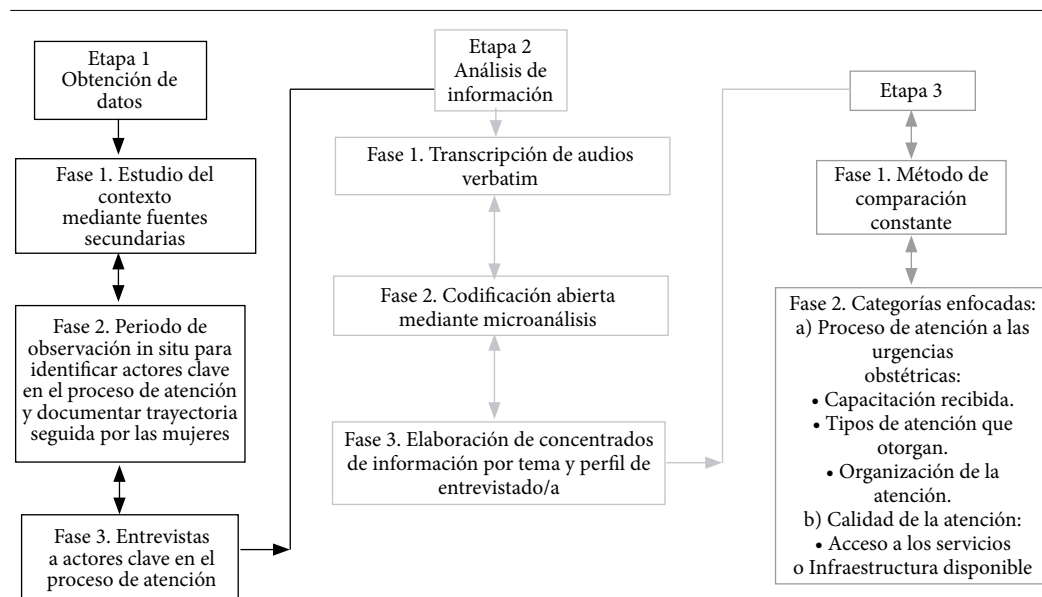 Etapa 1
Obtención de
datos
Fase 1. Estudio del
contexto
mediante fuentes
secundarias
Fase 2. Periodo de
observación in situ para
identificar actores clave
en el proceso de atención
y documentar trayectoria
seguida por las mujeres
Fase 3. Entrevistas
a actores clave en el
proceso de atención
Etapa 2
Análisis de
información
Fase 1. Transcripción de audios
verbatim
Fase 2. Codificación abierta
mediante microanálisis
Fase 3. Elaboración de concentrados
de información por tema y perfil de
entrevistado/a
Etapa 3
Fase 1. Método de
comparación
constante
Fase 2. Categorías enfocadas:
a) Proceso de atención a las
urgencias
obstétricas:
• Capacitación recibida.
• Tipos de atención que
otorgan.
• Organización de la
atención.
b) Calidad de la atención:
• Acceso a los servicios
o Infraestructura disponible